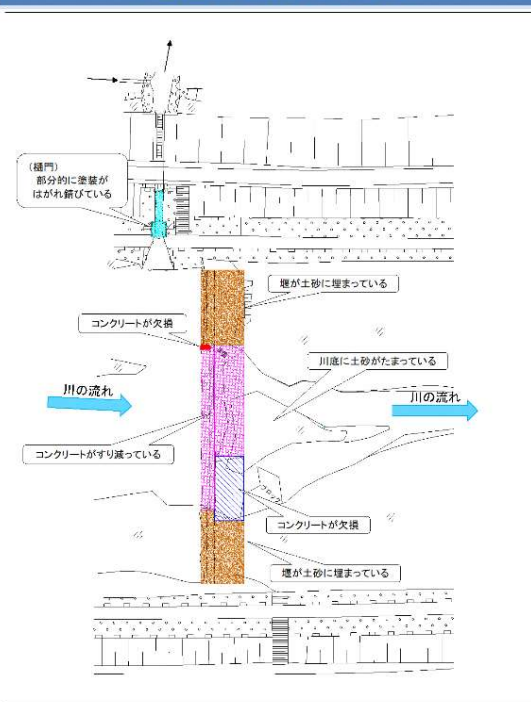 （樋門）
部分的に塗装が
はがれ錆びている
堰が土砂に埋まっている
コンクリートが欠損
川底に土砂がたまっている
川の流れ
川の流れ
コンクリートがすり減っている
ブロック
コンクリートが欠損
堰が土砂に埋まっている